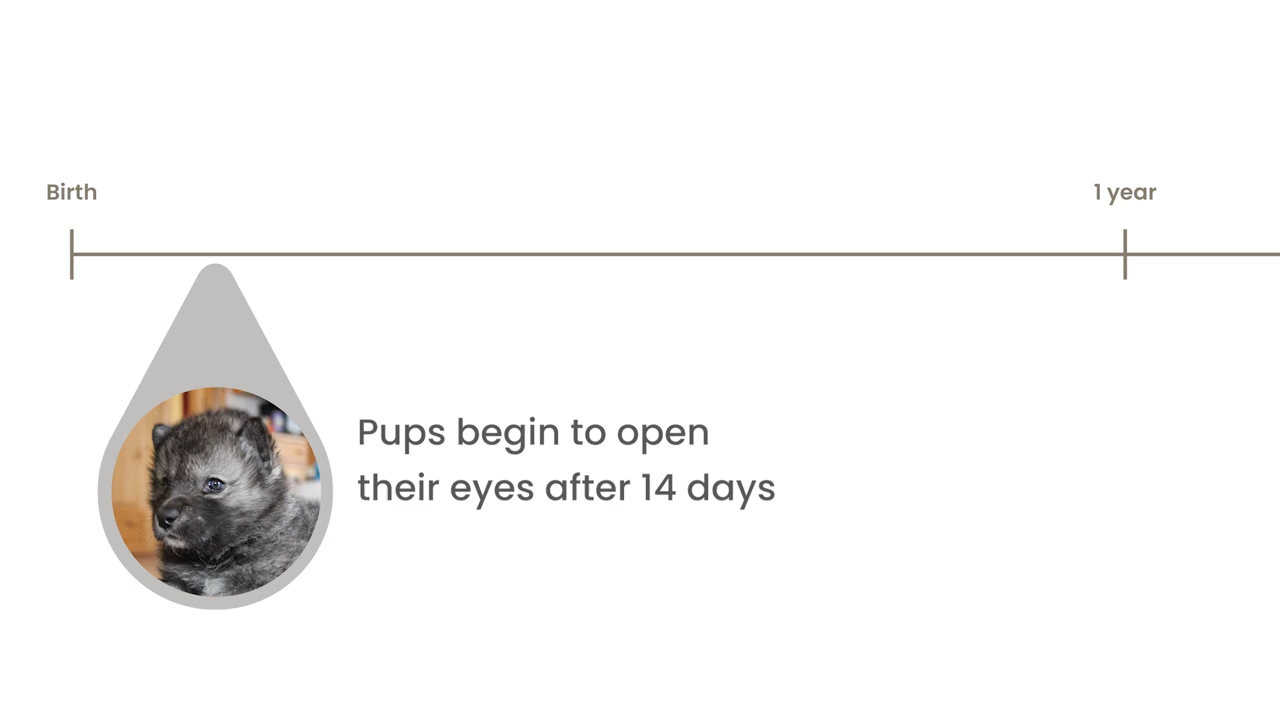 Birth
1 year
Pups begin to open
their eyes after 14 days